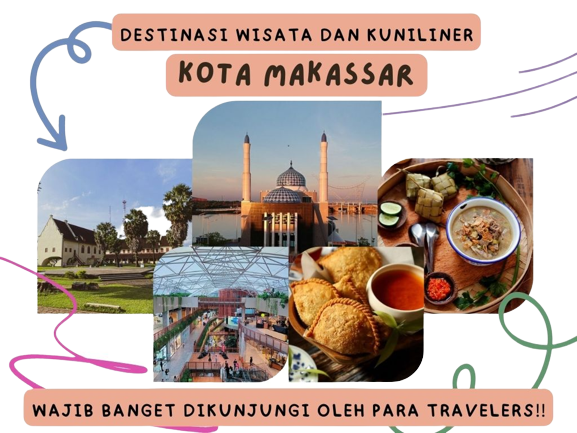 DESTINASI WISATA DAN KUNILINER
KOTA MAKASSAR
WAJIB BANGET DIKUNJUNGI OLEH PARA TRAVELERS!!